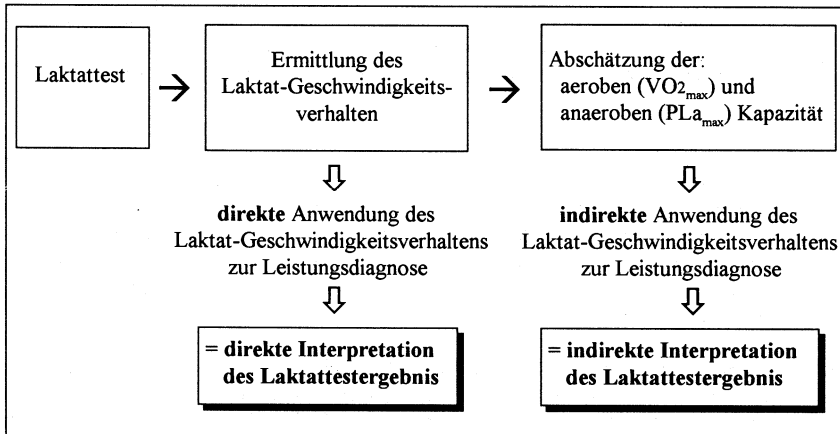 Laktattest
Ermittlung des
Laktat-Geschwindigkeits-
verhalten
Abschätzung der:
aeroben (VO2max) und
anaeroben (PLamax) Kapazität
direkte Anwendung des
Laktat-Geschwindigkeitsverhaltens
zur Leistungsdiagnose
indirekte Anwendung des
Laktat-Geschwindigkeitsverhaltens
zur Leistungsdiagnose
= direkte Interpretation
des Laktattestergebnis
= indirekte Interpretation
des Laktattestergebnis